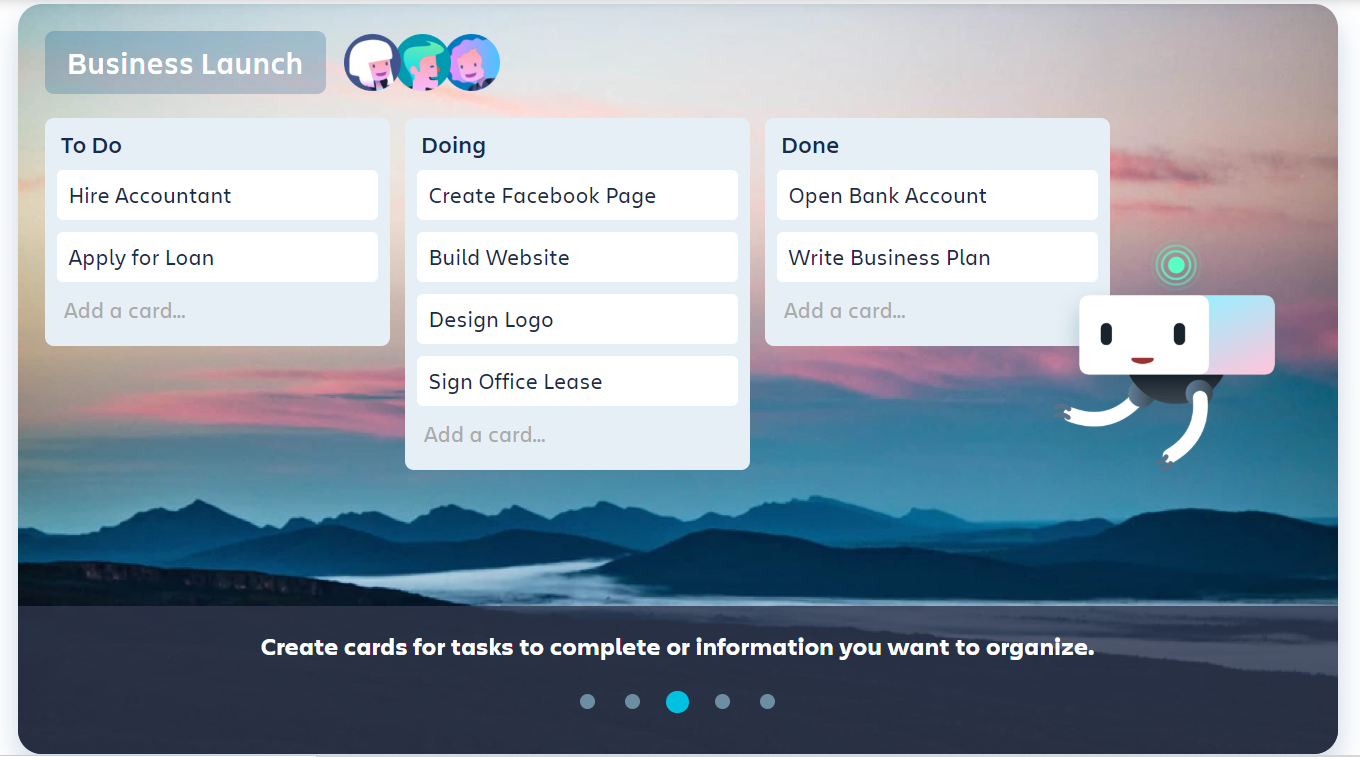 Business Launch
To Do
Hire Accountant
Apply for Loan
Add a card...
Doing
Create Facebook Page
Build Website
Design Logo
Sign Office Lease
Add a card...
Done
Open Bank Account
Write Business Plan
Add a card...
Create cards for tasks to complete or information you want to organize.